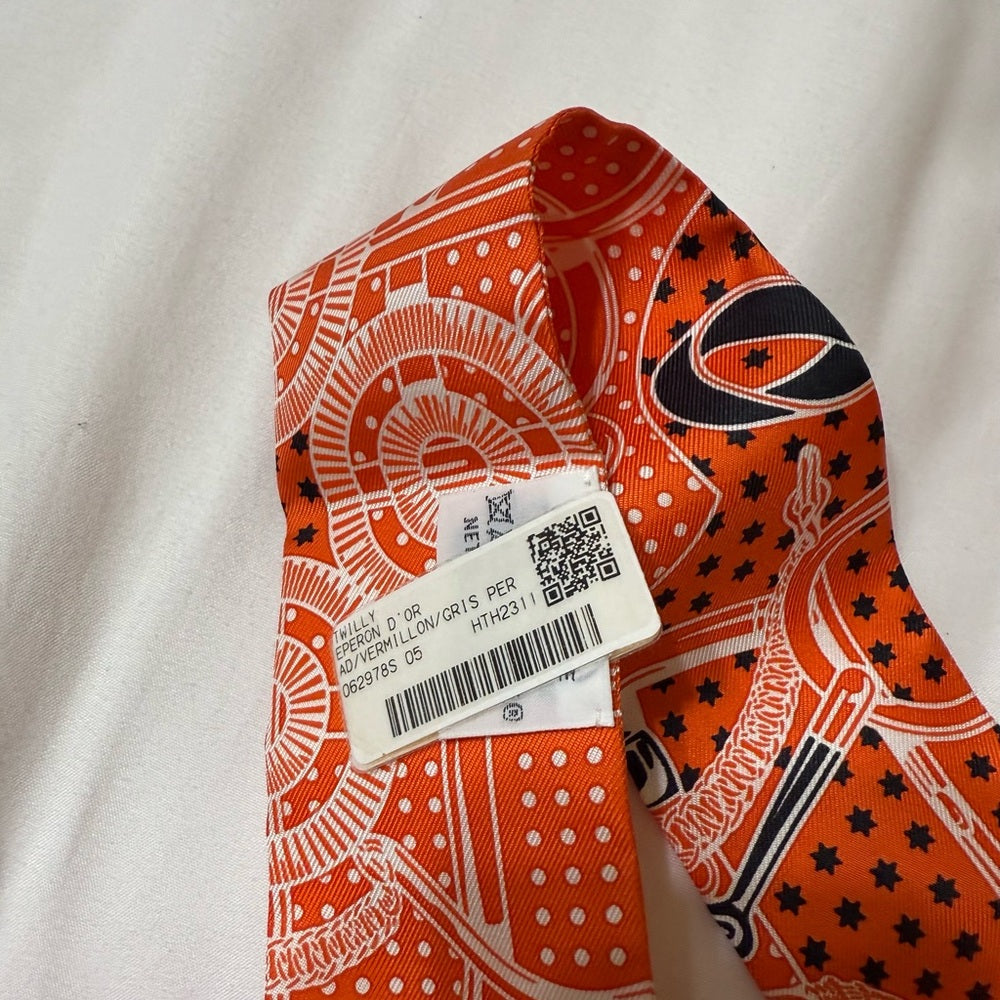 TWILLY
EPERON D'OR
AD/VERMILLON/GRIS PER
062978S 05
HTH2311